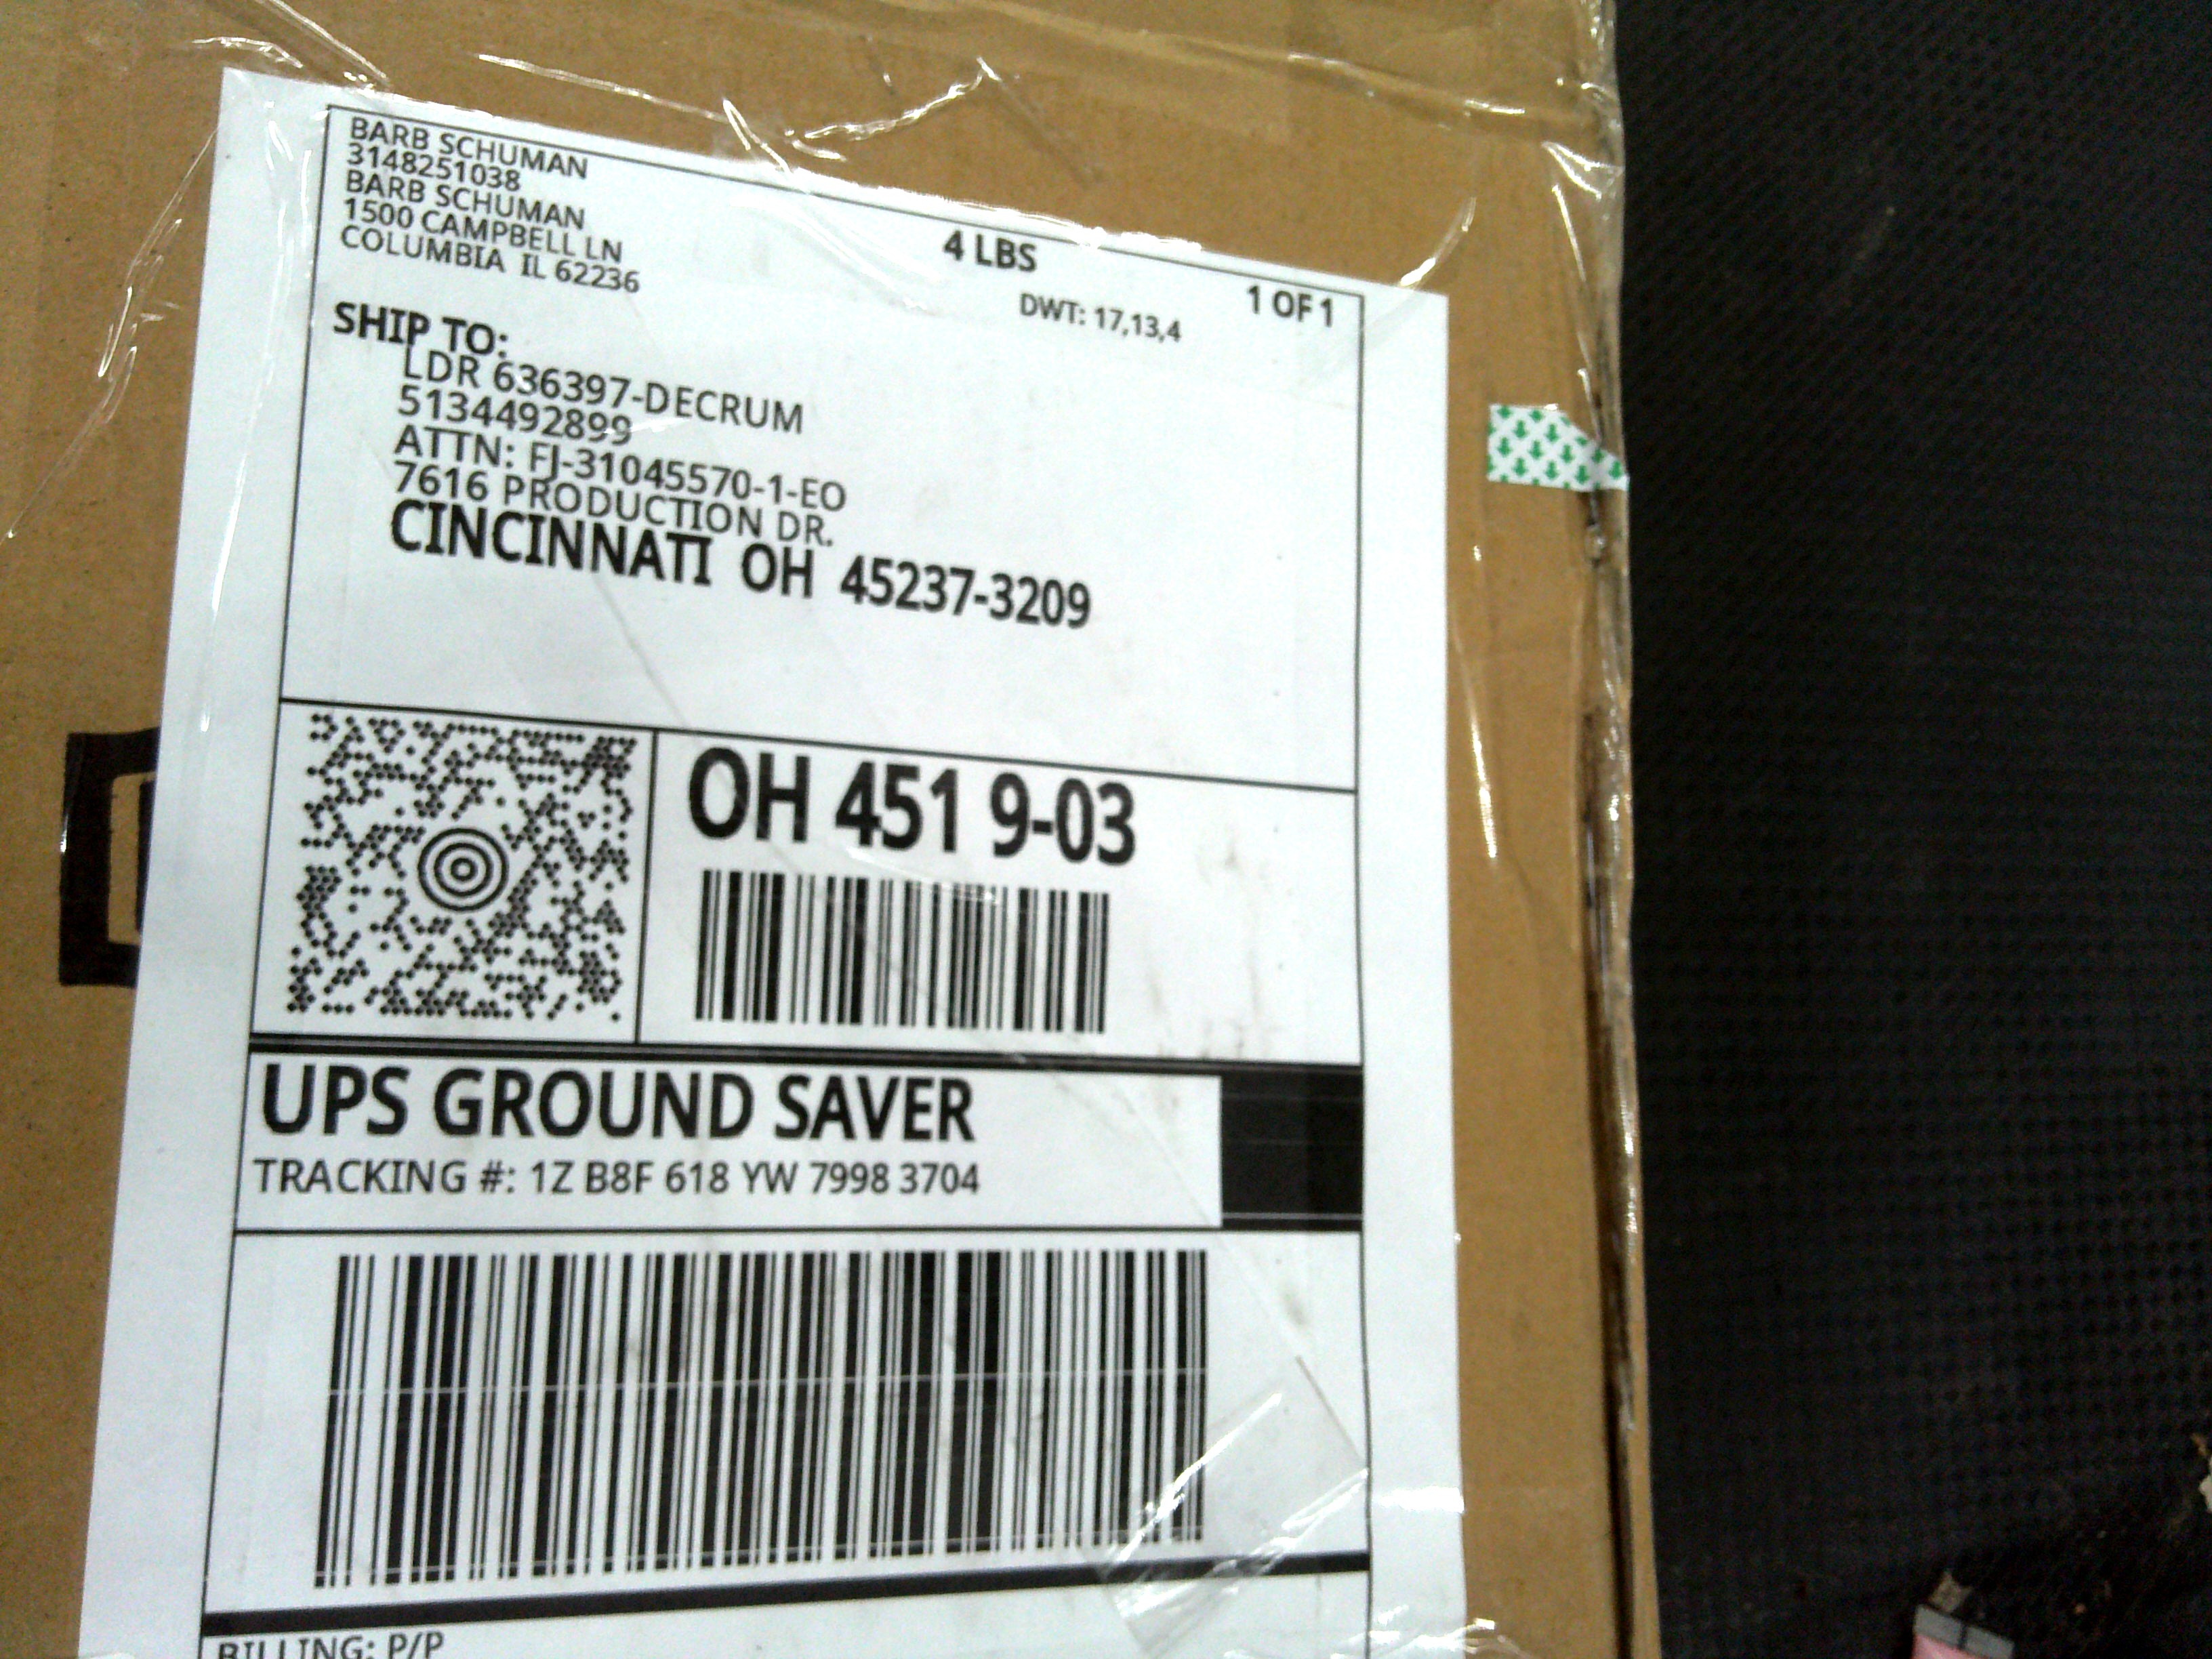 BARB SCHUMAN
3148251038
BARB SCHUMAN
1500 CAMPBELL LN
COLUMBIA IL 62236
4 LBS
1 OF 1
DWT: 17,13,4
SHIP TO:
LDR 636397-DECRUM
5134492899
ATTN: FJ-31045570-1-EO
7616 PRODUCTION DR.
CINCINNATI OH 45237-3209
OH 451 9-03
UPS GROUND SAVER
TRACKING #: 1Z B8F 618 YW 7998 3704
BILLING: P/P